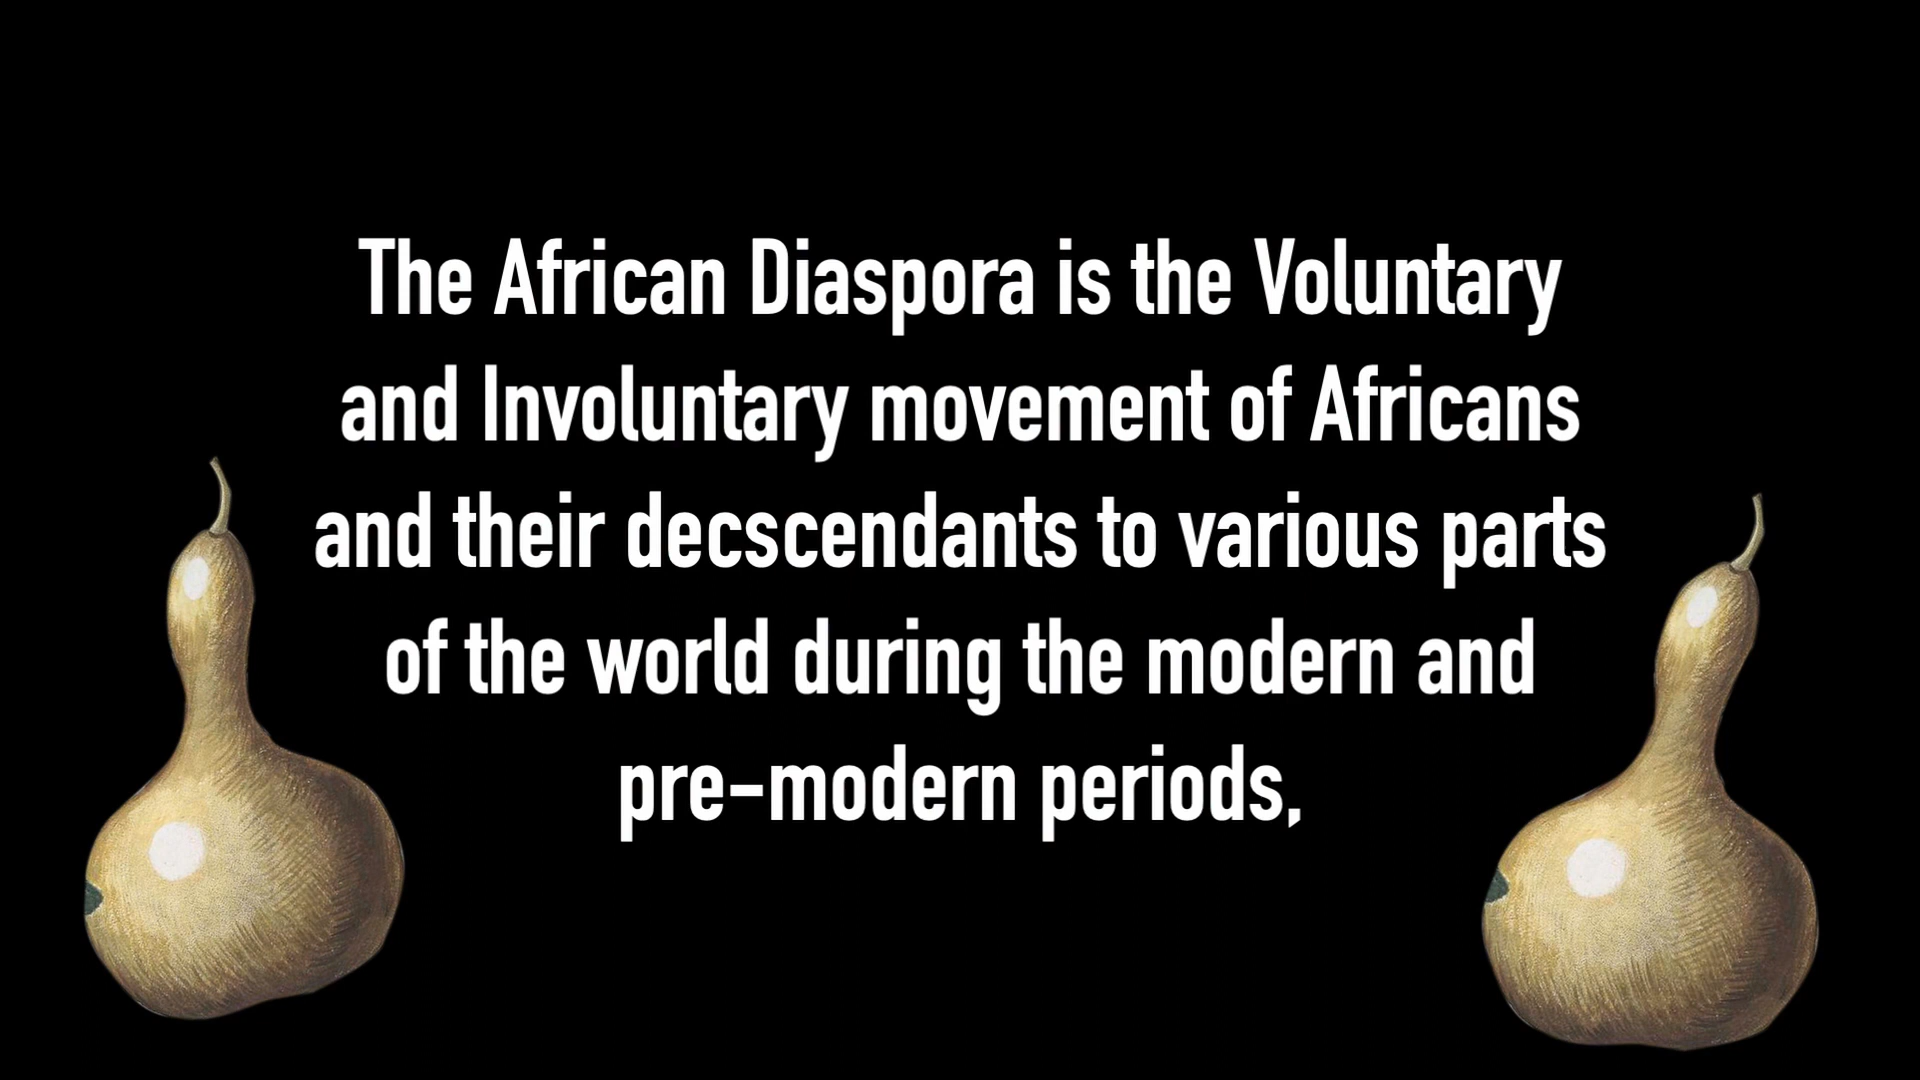 The African Diaspora is the Voluntary
and Involuntary movement of Africans
and their decscendants to various parts
of the world during the modern and
pre-modern periods,